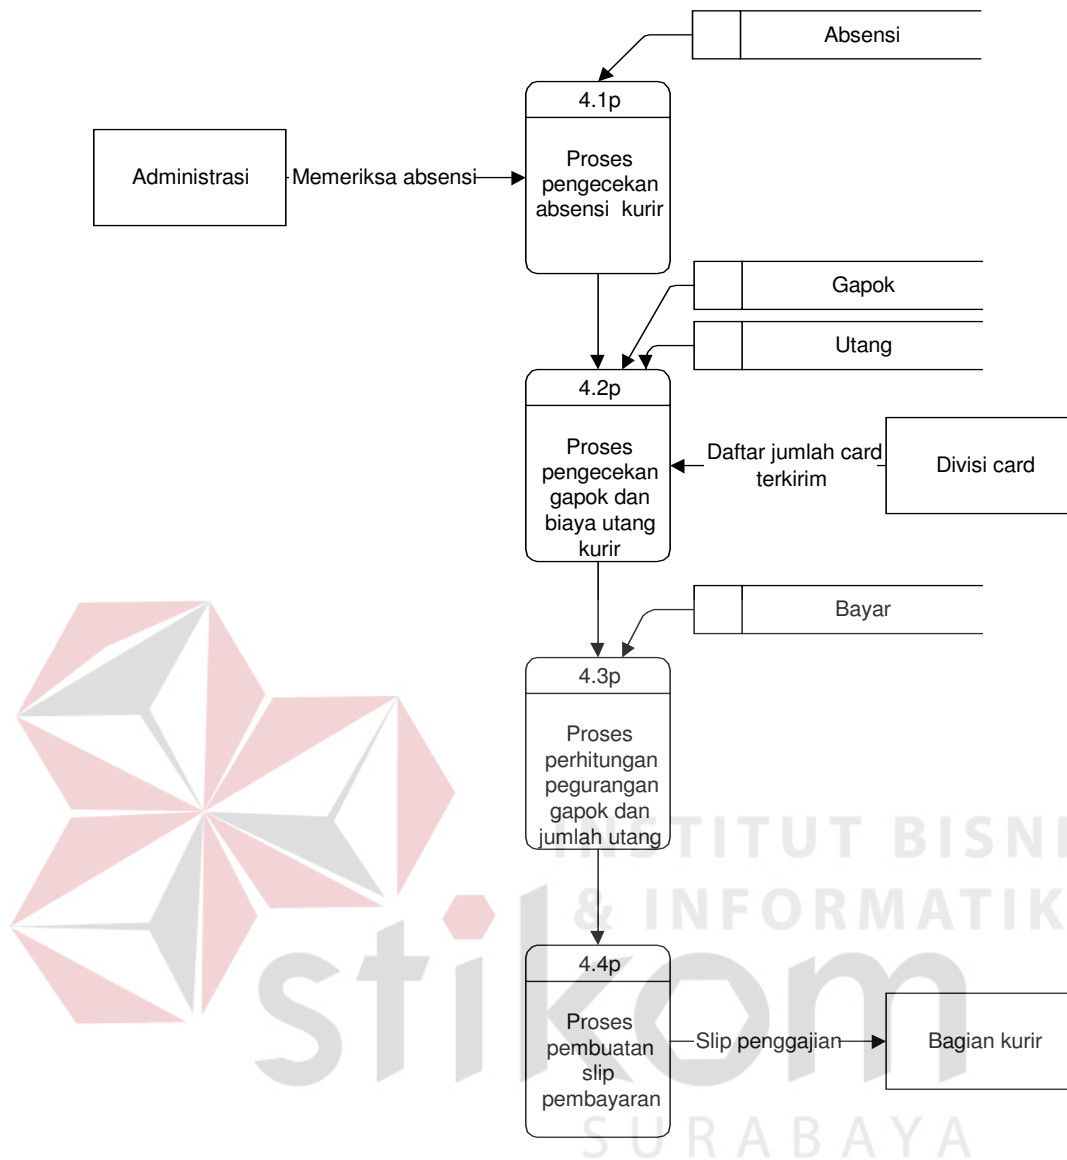 Absensi
4.1p
Administrasi
Memeriksa absensi
Proses
pengecekan
absensi kurir
Gapok
Utang
4.2p
Proses
pengecekan
gapok dan
biaya utang
kurir
Daftar jumlah card
terkirim
Divisi card
Bayar
4.3p
Proses
perhitungan
pegurangan
gapok dan
jumlah utang
INSTITUT BISNI
& INFORMATIK
stikom
SURABAYA
4.4p
Proses
pembuatan
slip
pembayaran
Slip penggajian
Bagian kurir